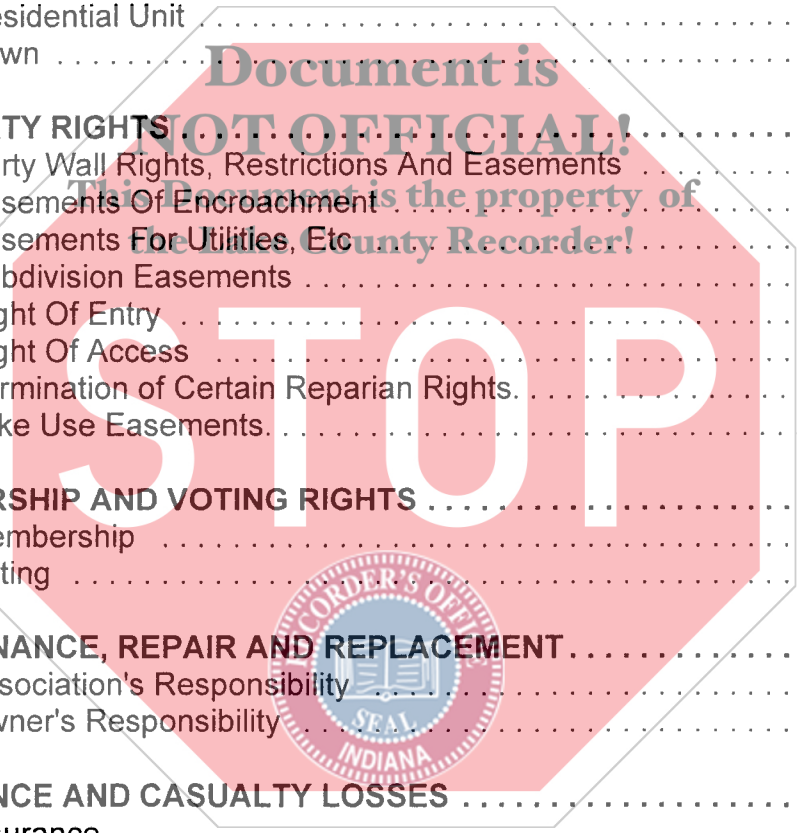 esidential Unit . . . . . . . . . . . . . . . . . . . . . . . . . . . . . . . .
wn . . . . . . . . . . . . . . . . . . . . . . . . . . . . . . . . . . . . . . . .
Document is
TY RIGHTS . . . . . . . . . . . . . . . . . . . . . . . . . . . . . . . .
NOT OFFICIAL!
rty Wall Rights, Restrictions And Easements . . . . . . . . .
This Document is the property of
sements Of Encroachment . . . . . . . . . . . . . . . . . . . . . .
the Lake County Recorder!
sements For Utilities, Etc . . . . . . . . . . . . . . . . . . . . . .
bdivision Easements . . . . . . . . . . . . . . . . . . . . . . . . . .
ght Of Entry . . . . . . . . . . . . . . . . . . . . . . . . . . . . . . . .
ght Of Access . . . . . . . . . . . . . . . . . . . . . . . . . . . . . .
rmination of Certain Reparian Rights. . . . . . . . . . . . . . .
ke Use Easements. . . . . . . . . . . . . . . . . . . . . . . . . . . .
STOP
RSHIP AND VOTING RIGHTS . . . . . . . . . . . . . . . . . . .
embership . . . . . . . . . . . . . . . . . . . . . . . . . . . . . . . . .
ting . . . . . . . . . . . . . . . . . . . . . . . . . . . . . . . . . . . . . . .
NANCE, REPAIR AND REPLACEMENT. . . . . . . . . . . .
ssociation's Responsibility . . . . . . . . . . . . . . . . . . . . . .
wner's Responsibility . . . . . . . . . . . . . . . . . . . . . . . . . .
RECORDER'S OFFICE
SEAL
INDIANA
NCE AND CASUALTY LOSSES . . . . . . . . . . . . . . . . .
surance